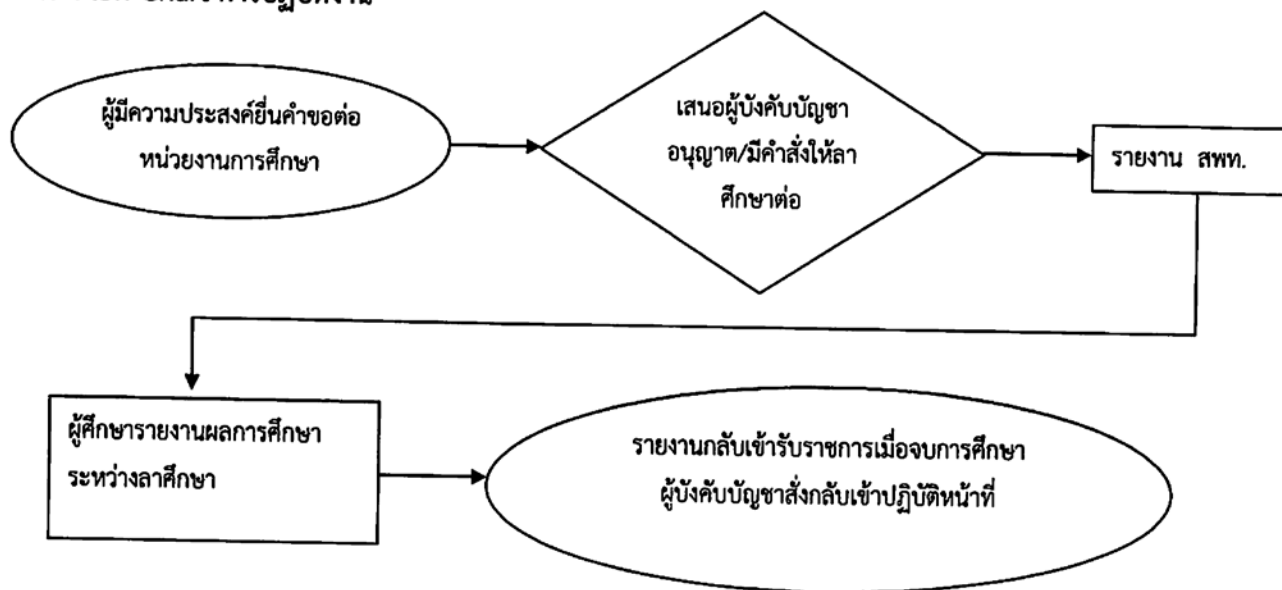 ผู้มีความประสงค์ยื่นคำขอต่อ
หน่วยงานการศึกษา
เสนอผู้บังคับบัญชา
อนุญาต/มีคำสั่งให้ลา
ศึกษาต่อ
รายงาน สพท.
ผู้ศึกษารายงานผลการศึกษา
ระหว่างลาศึกษา
รายงานกลับเข้ารับราชการเมื่อจบการศึกษา
ผู้บังคับบัญชาสั่งกลับเข้าปฏิบัติหน้าที่